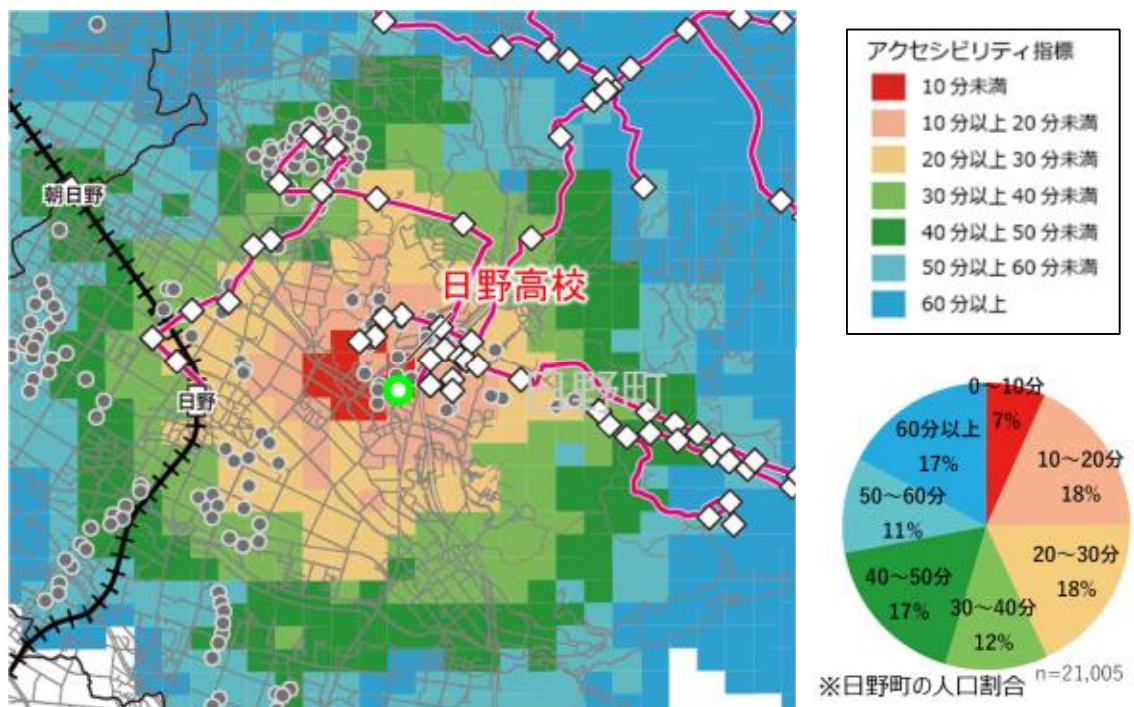 朝日野
日野高校
日野町
日野
アクセシビリティ指標
10分未満
10分以上20分未満
20分以上30分未満
30分以上40分未満
40分以上50分未満
50分以上60分未満
60分以上
0～10分
7%
10～20分
18%
20～30分
18%
30～40分
12%
40～50分
17%
50～60分
11%
60分以上
17%
n=21,005
※日野町の人口割合